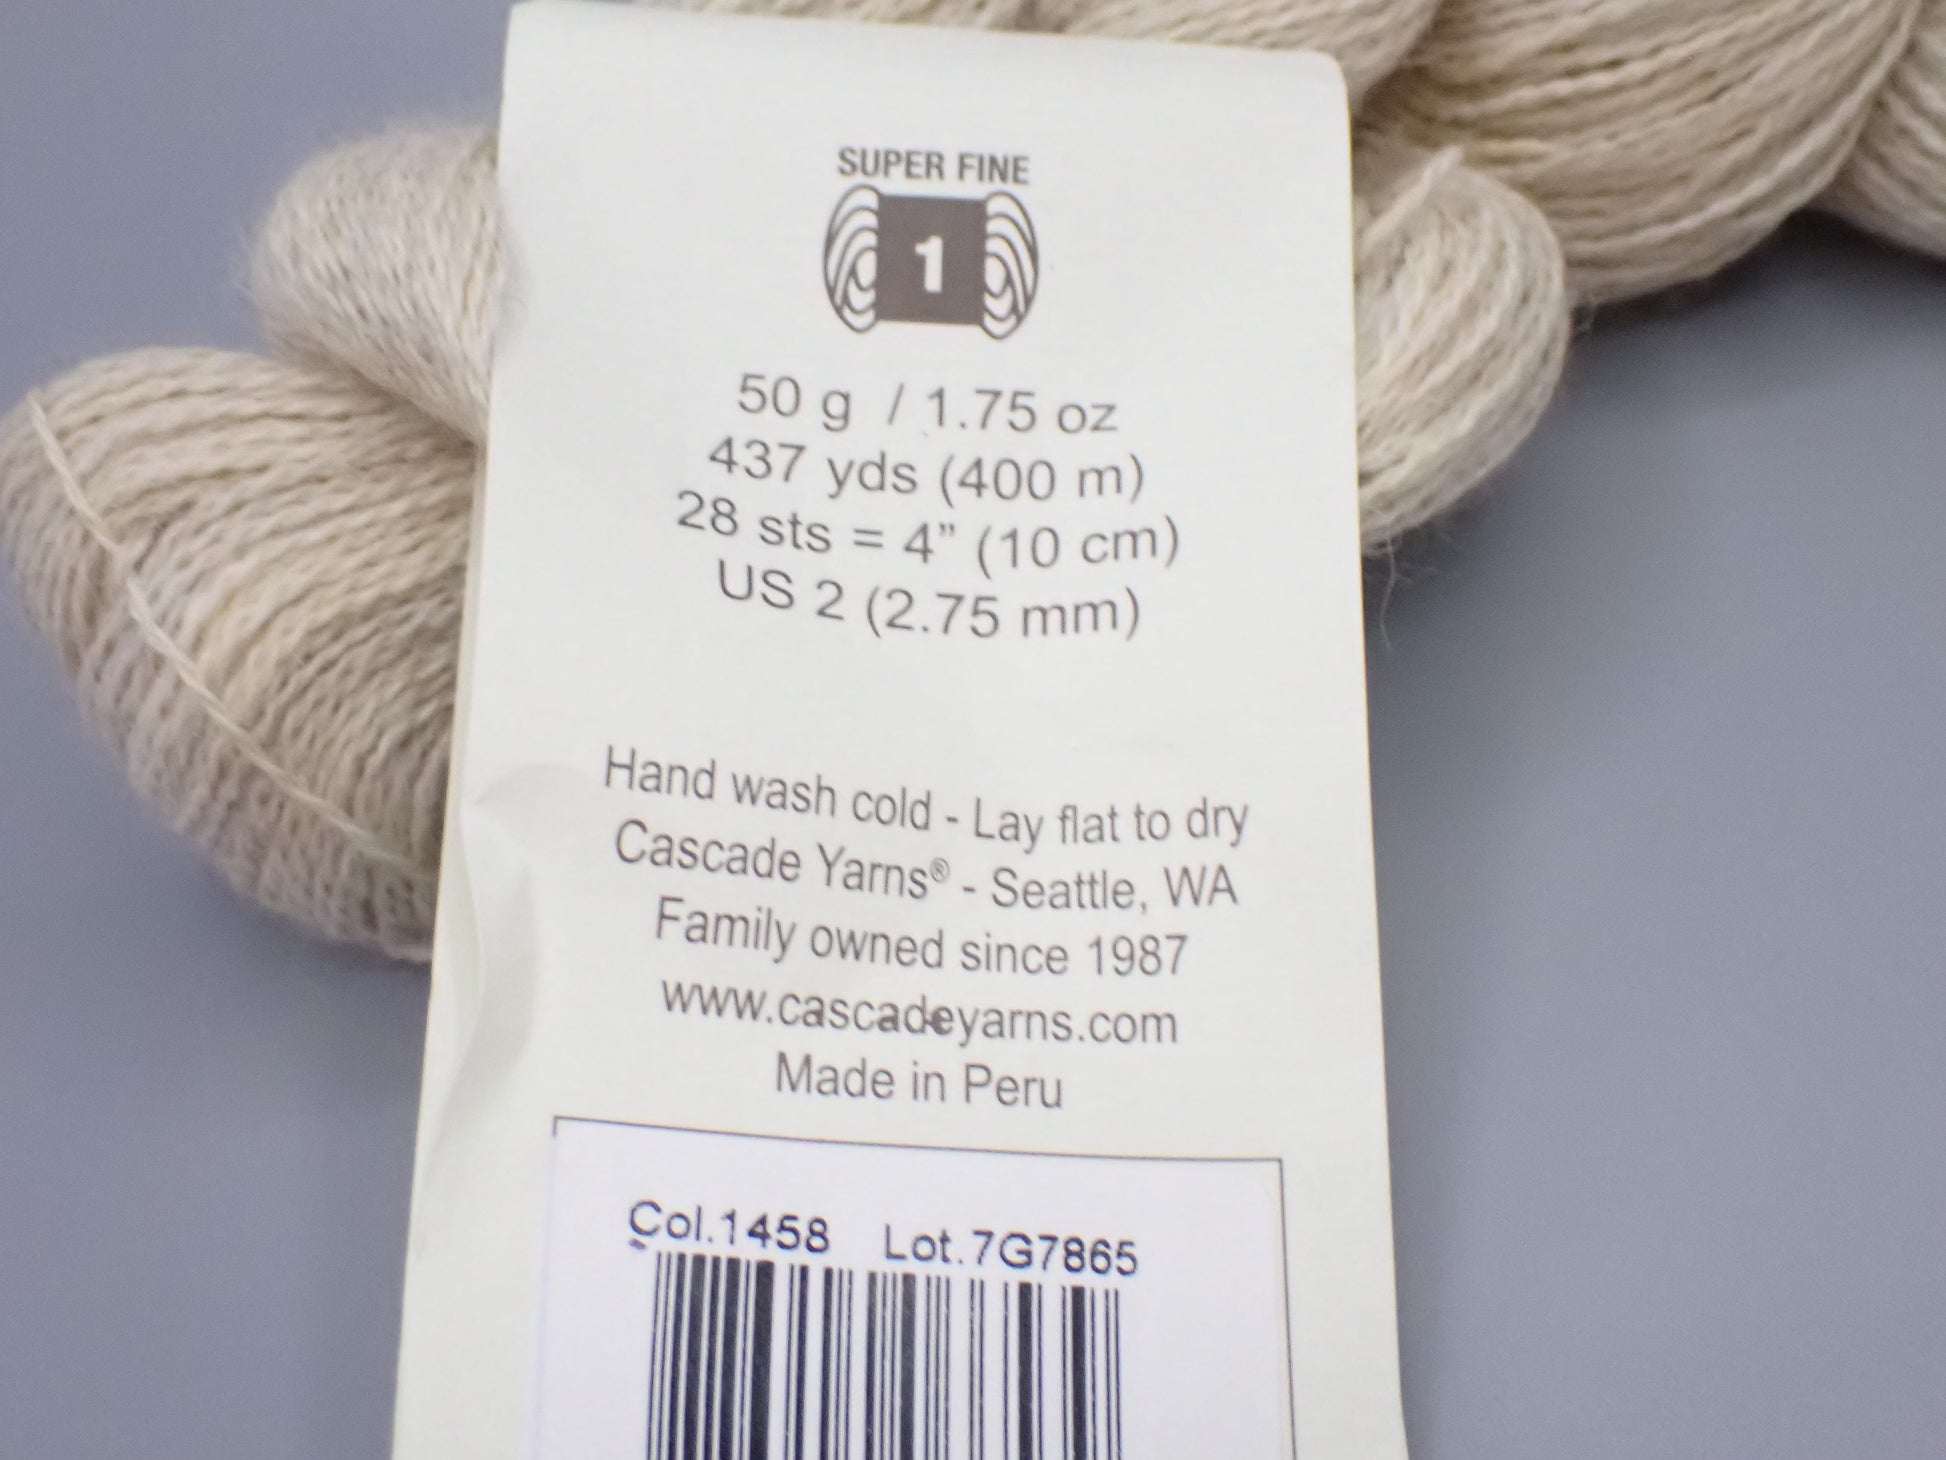 SUPER FINE
1
50 g / 1.75 oz
437 yds (400 m)
28 sts = 4” (10 cm)
US 2 (2.75 mm)
Hand wash cold - Lay flat to dry
Cascade Yarns® - Seattle, WA
Family owned since 1987
www.cascadeyarns.com
Made in Peru
Col.1458 Lot.7G7865